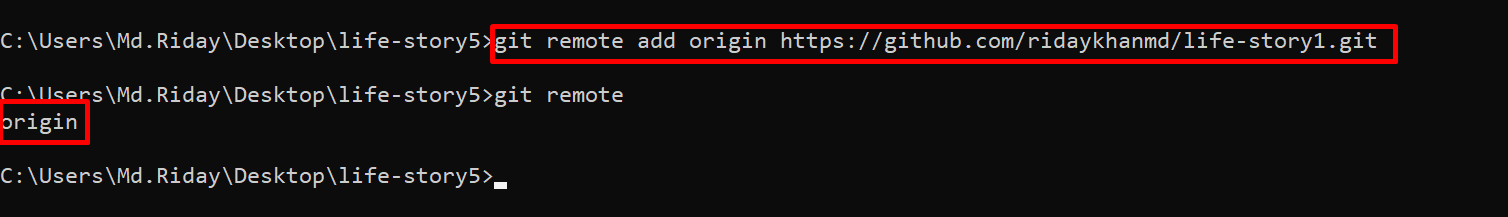 C:\Users\Md.Riday\Desktop\life-story5>git remote add origin https://github.com/ridaykhanmd/life-story1.git
C:\Users\Md.Riday\Desktop\life-story5>git remote
origin
C:\Users\Md.Riday\Desktop\life-story5>